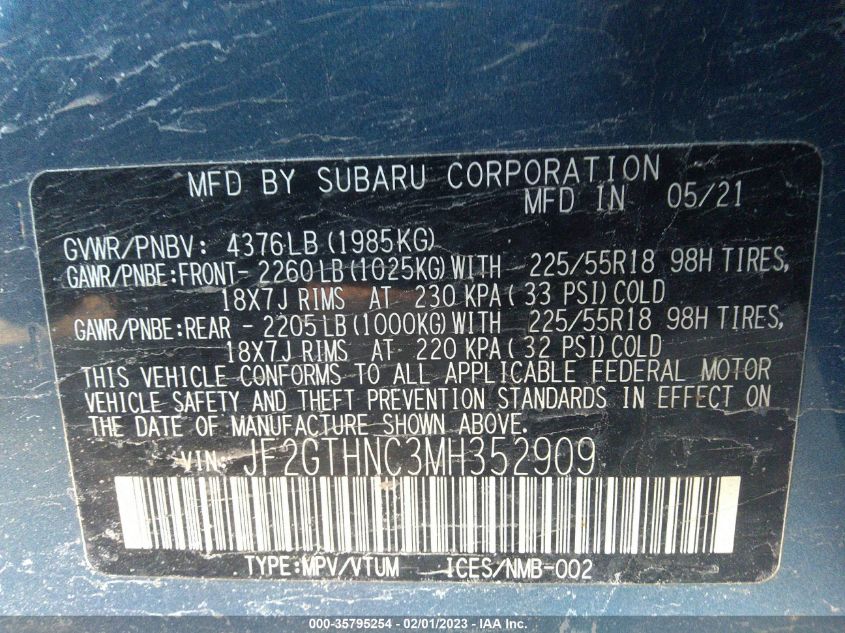 MFD BY SUBARU CORPORATION
MFD IN 05/21
GVWR/PNBV: 4376LB (1985KG)
GAWR/PNBE:FRONT- 2260LB(1025KG)WITH 225/55R18 98H TIRES,
18X7J RIMS AT 230 KPA( 33 PSI)COLD
GAWR/PNBE:REAR - 2205LB(1000KG)WITH 225/55R18 98H TIRES,
18X7J RIMS AT 220 KPA( 32 PSI)COLD
THIS VEHICLE CONFORMS TO ALL APPLICABLE FEDERAL MOTOR
VEHICLE SAFETY AND THEFT PREVENTION STANDARDS IN EFFECT ON
THE DATE OF MANUFACTURE SHOWN ABOVE.
VIN: JF2GTHNC3MH352909
TYPE:MPV/VTUM ICES/NMB-002
000-35795254 - 02/01/2023 - IAA Inc.